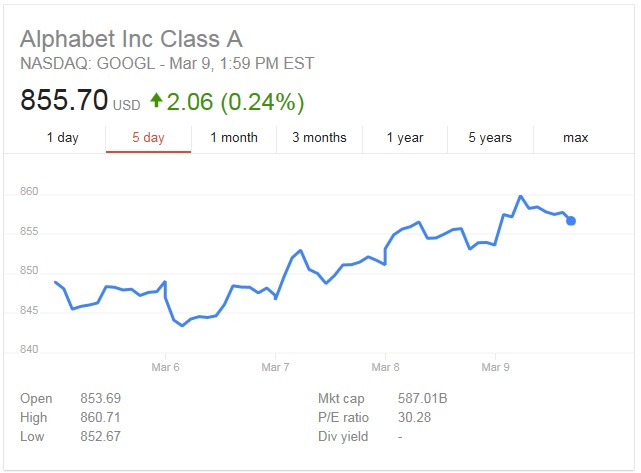 Alphabet Inc Class A
NASDAQ: GOOGL - Mar 9, 1:59 PM EST
855.70 USD 2.06 (0.24%)
1 day 5 day 1 month 3 months 1 year 5 years max
860
855
850
845
840
Mar 6 Mar 7 Mar 8 Mar 9
Open 853.69 Mkt cap 587.01B
High 860.71 P/E ratio 30.28
Low 852.67 Div yield -